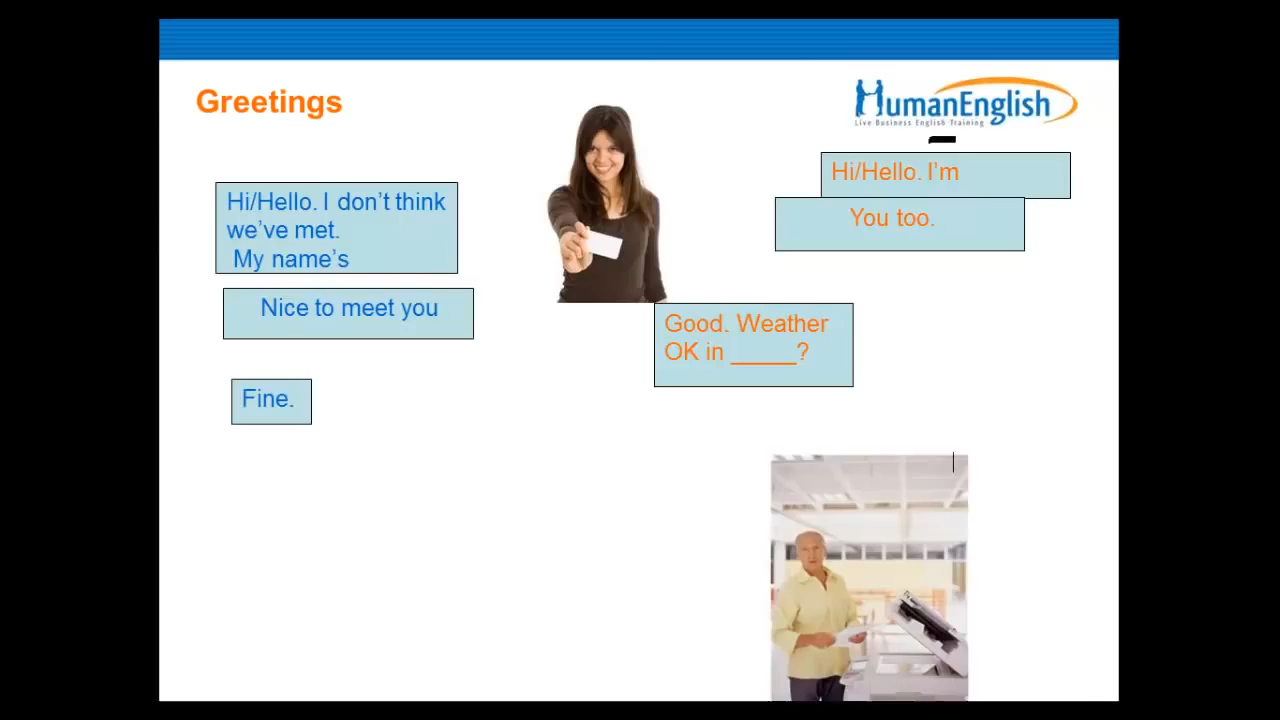 Greetings
HumanEnglish
Live Business English Training
Hi/Hello. I don't think
we've met.
My name's
Hi/Hello. I'm
You too.
Nice to meet you
Good. Weather
OK in _____?
Fine.